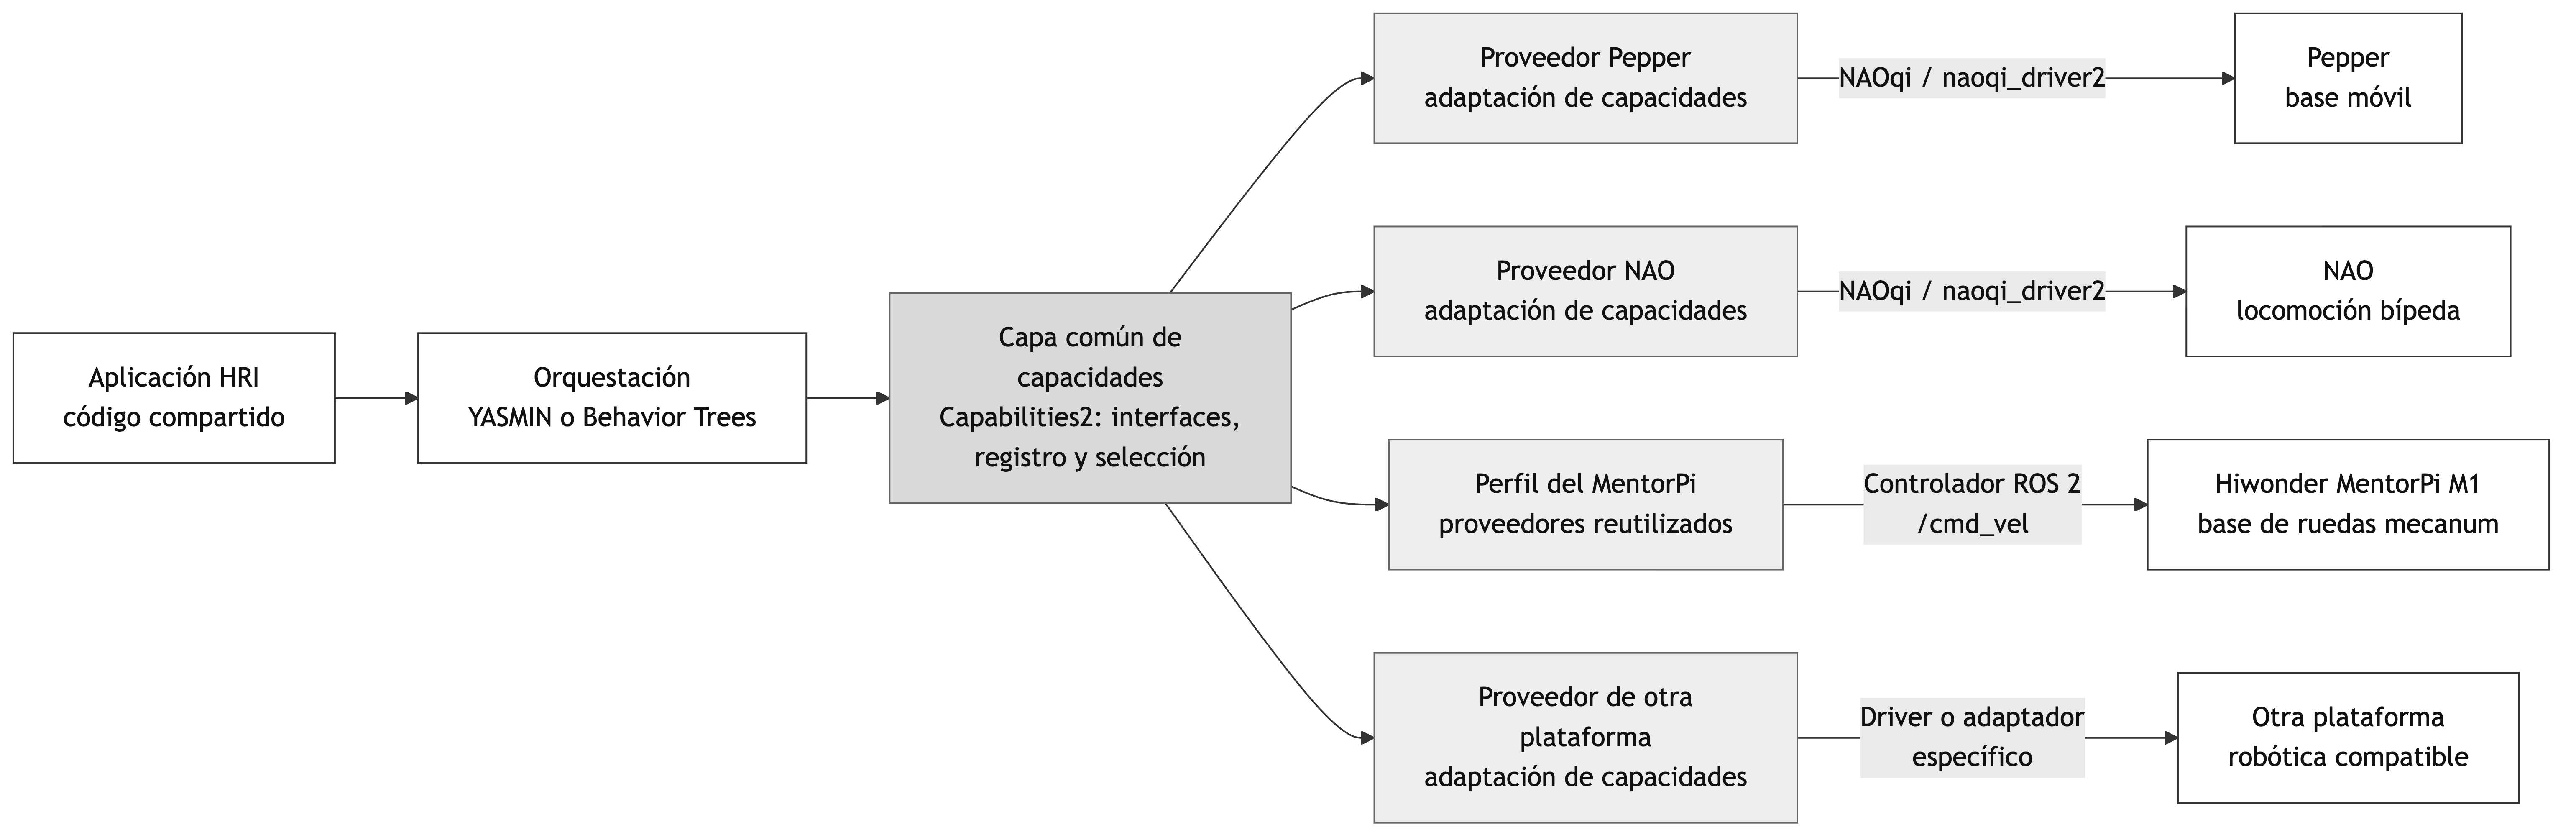 Aplicación HRI
código compartido
Orquestación
YASMIN o Behavior Trees
Capa común de
capacidades
Capabilities2: interfaces,
registro y selección
Proveedor Pepper
adaptación de capacidades
NAOqi / naoqi_driver2
Pepper
base móvil
Proveedor NAO
adaptación de capacidades
NAOqi / naoqi_driver2
NAO
locomoción bípeda
Perfil del MentorPi
proveedores reutilizados
Controlador ROS 2
/cmd_vel
Hiwonder MentorPi M1
base de ruedas mecanum
Proveedor de otra
plataforma
adaptación de capacidades
Driver o adaptador
específico
Otra plataforma
robótica compatible